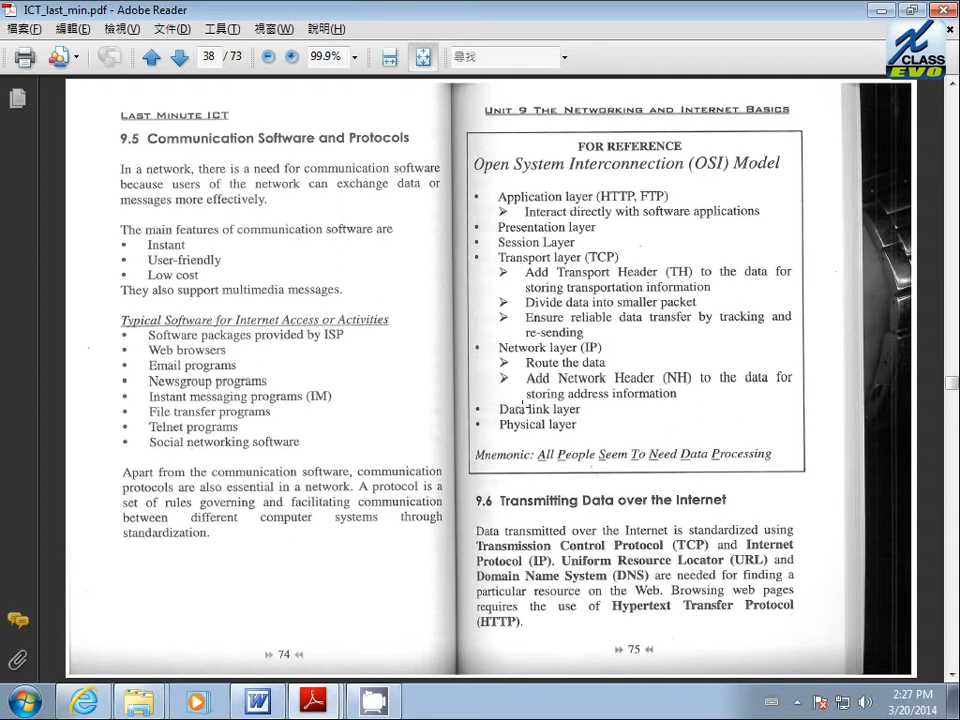 ICT_last_min.pdf - Adobe Reader
檔案(F) 編輯(E) 檢視(V) 文件(D) 工具(T) 視窗(W) 說明(H)
38 / 73 99.9% 尋找
X CLASS
EVO
LAST MINUTE ICT
9.5 Communication Software and Protocols
In a network, there is a need for communication software
because users of the network can exchange data or
messages more effectively.
The main features of communication software are
• Instant
• User-friendly
• Low cost
They also support multimedia messages.
Typical Software for Internet Access or Activities
• Software packages provided by ISP
• Web browsers
• Email programs
• Newsgroup programs
• Instant messaging programs (IM)
• File transfer programs
• Telnet programs
• Social networking software
Apart from the communication software, communication
protocols are also essential in a network. A protocol is a
set of rules governing and facilitating communication
between different computer systems through
standardization.
74
UNIT 9 THE NETWORKING AND INTERNET BASICS
FOR REFERENCE
Open System Interconnection (OSI) Model
• Application layer (HTTP, FTP)
➢ Interact directly with software applications
• Presentation layer
• Session Layer
• Transport layer (TCP)
➢ Add Transport Header (TH) to the data for
storing transportation information
➢ Divide data into smaller packet
➢ Ensure reliable data transfer by tracking and
re-sending
• Network layer (IP)
➢ Route the data
➢ Add Network Header (NH) to the data for
storing address information
• Data link layer
• Physical layer
Mnemonic: All People Seem To Need Data Processing
9.6 Transmitting Data over the Internet
Data transmitted over the Internet is standardized using
Transmission Control Protocol (TCP) and Internet
Protocol (IP). Uniform Resource Locator (URL) and
Domain Name System (DNS) are needed for finding a
particular resource on the Web. Browsing web pages
requires the use of Hypertext Transfer Protocol
(HTTP).
75
2:27 PM
3/20/2014